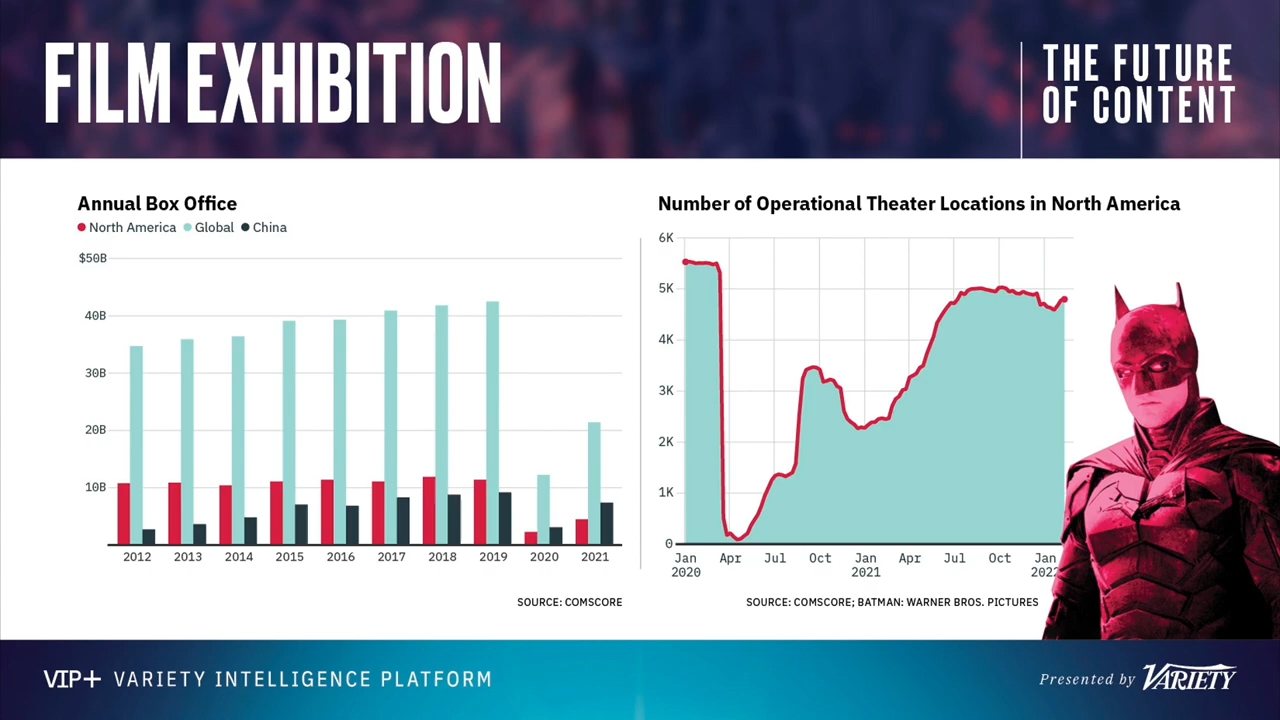 FILM EXHIBITION
THE FUTURE
OF CONTENT
Annual Box Office
North America Global China
$50B
40B
30B
20B
10B
2012 2013 2014 2015 2016 2017 2018 2019 2020 2021
SOURCE: COMSCORE
Number of Operational Theater Locations in North America
6K
5K
4K
3K
2K
1K
0
Jan Apr Jul Oct Jan Apr Jul Oct Jan
2020 2021 2022
SOURCE: COMSCORE; BATMAN: WARNER BROS. PICTURES
VIP+ VARIETY INTELLIGENCE PLATFORM
Presented by VARIETY